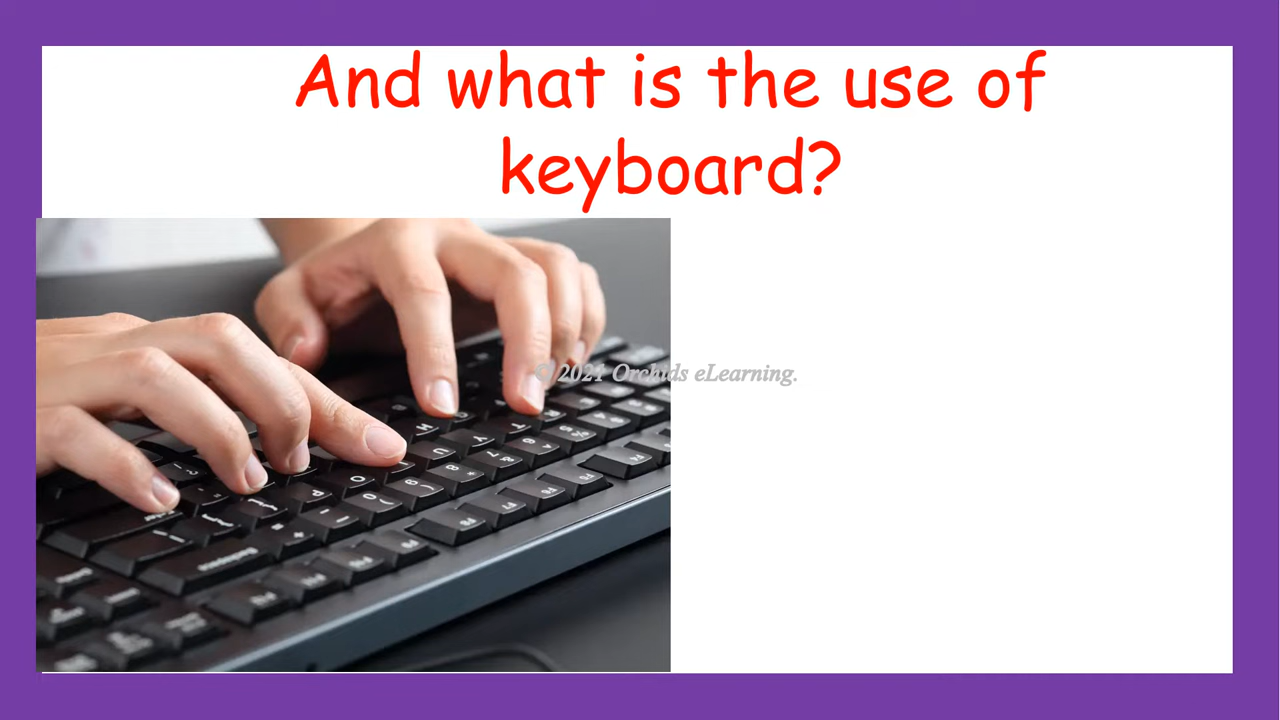 And what is the use of
keyboard?
© 2021 Orchids eLearning.